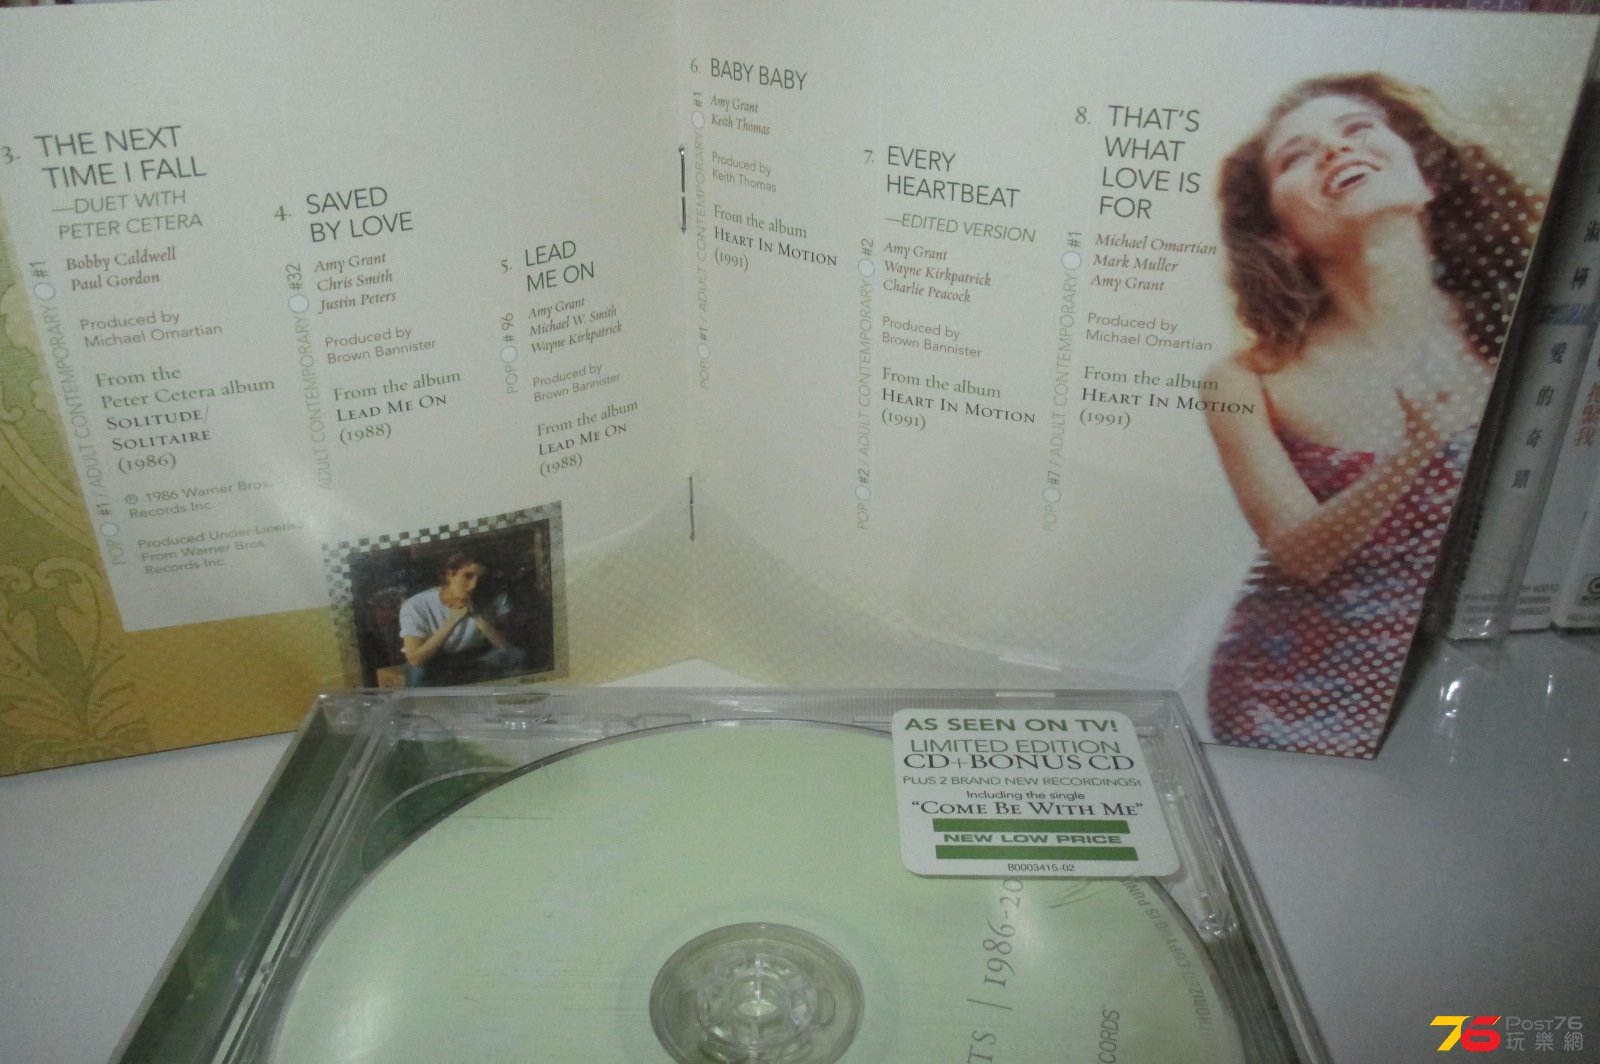 3. THE NEXT
TIME I FALL
—DUET WITH
PETER CETERA
Bobby Caldwell
Paul Gordon
Produced by
Michael Omartian
From the
Peter Cetera album
SOLITUDE/
SOLITAIRE
(1986)
℗ 1986 Warner Bros.
Records Inc.
Produced Under License
From Warner Bros.
Records Inc.
POP #1 / ADULT CONTEMPORARY #1
4. SAVED
BY LOVE
Amy Grant
Chris Smith
Justin Peters
Produced by
Brown Bannister
From the album
LEAD ME ON
(1988)
ADULT CONTEMPORARY #32
5. LEAD
ME ON
Amy Grant
Michael W. Smith
Wayne Kirkpatrick
Produced by
Brown Bannister
From the album
LEAD ME ON
(1988)
POP #96
6. BABY BABY
Amy Grant
Keith Thomas
Produced by
Keith Thomas
From the album
HEART IN MOTION
(1991)
POP #1 / ADULT CONTEMPORARY #1
7. EVERY
HEARTBEAT
—EDITED VERSION
Amy Grant
Wayne Kirkpatrick
Charlie Peacock
Produced by
Brown Bannister
From the album
HEART IN MOTION
(1991)
POP #2 / ADULT CONTEMPORARY #2
8. THAT'S
WHAT
LOVE IS
FOR
Michael Omartian
Mark Muller
Amy Grant
Produced by
Michael Omartian
From the album
HEART IN MOTION
(1991)
POP #7 / ADULT CONTEMPORARY #1
愛的奇蹟
AS SEEN ON TV!
LIMITED EDITION
CD+BONUS CD
PLUS 2 BRAND NEW RECORDINGS!
Including the single
"COME BE WITH ME"
NEW LOW PRICE
B0003415-02
TS | 1986-20
CORDS
76 POST76
玩樂網